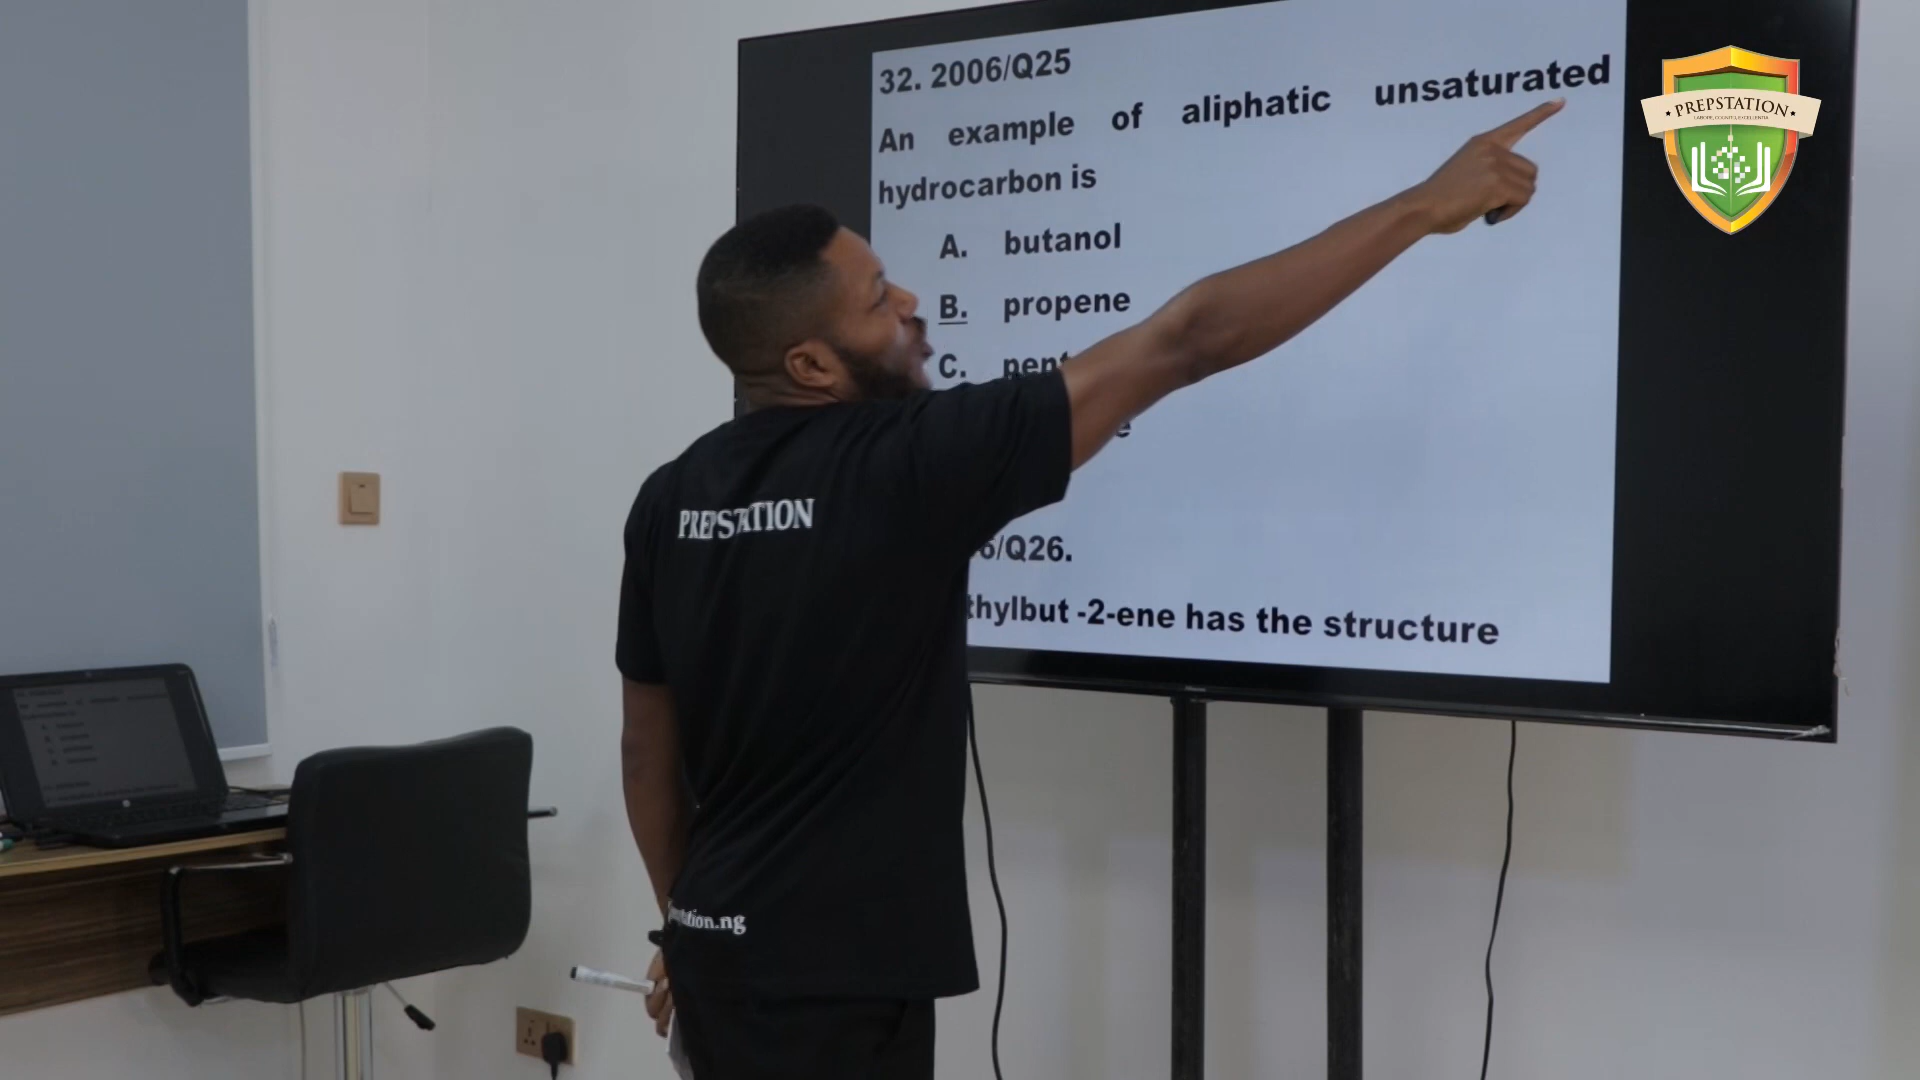 32. 2006/Q25
An example of aliphatic unsaturated
hydrocarbon is
A. butanol
B. propene
C. pent
e
6/Q26.
thylbut -2-ene has the structure
PREPSTATION
PREPSTATION